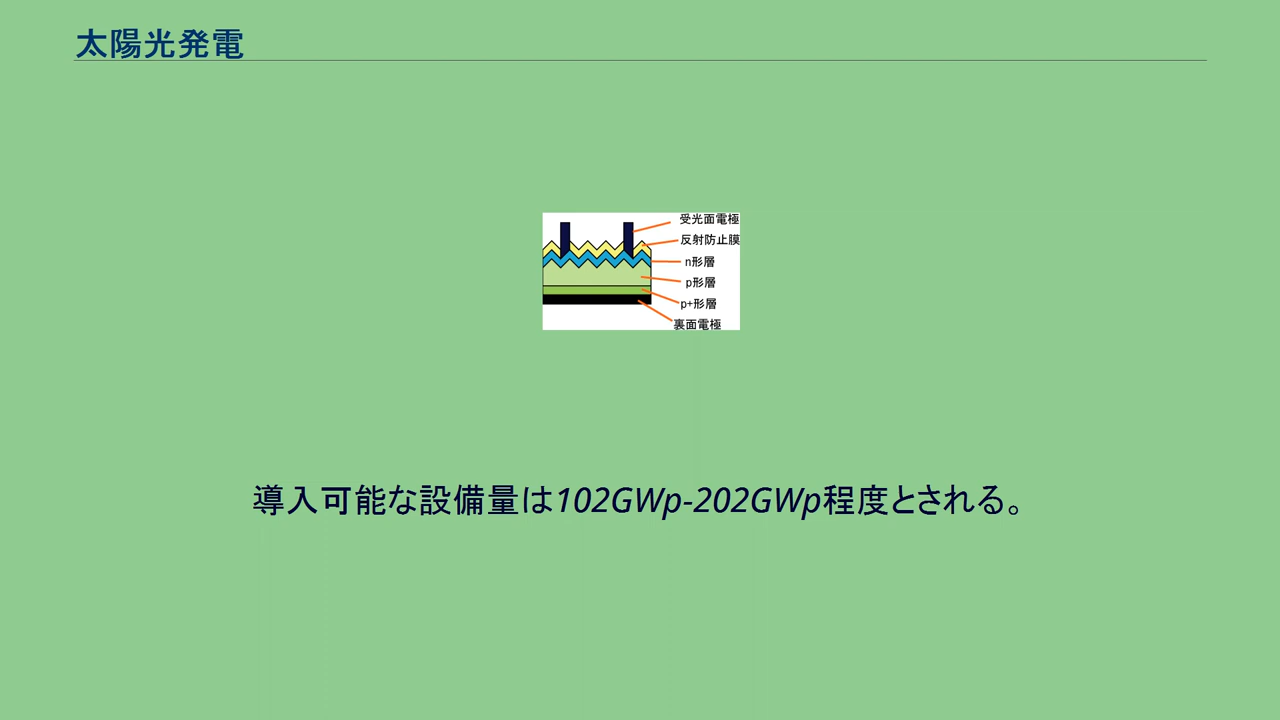 太陽光発電
受光面電極
反射防止膜
n形層
p形層
p+形層
裏面電極
導入可能な設備量は102GWp-202GWp程度とされる。